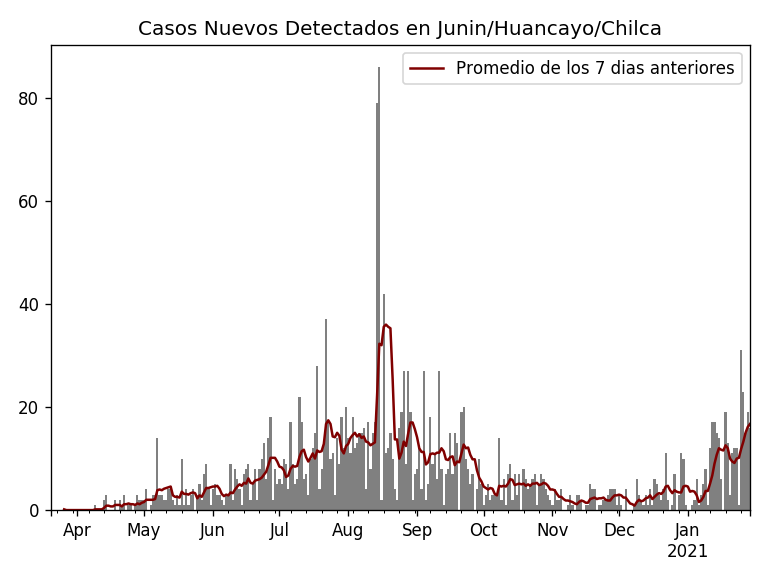 Casos Nuevos Detectados en Junin/Huancayo/Chilca
Promedio de los 7 dias anteriores
80
60
40
20
0
Apr May Jun Jul Aug Sep Oct Nov Dec Jan
2021